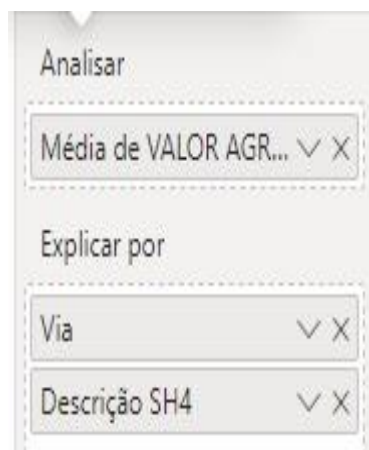 Analisar
Média de VALOR AGR...
Explicar por
Via
Descrição SH4